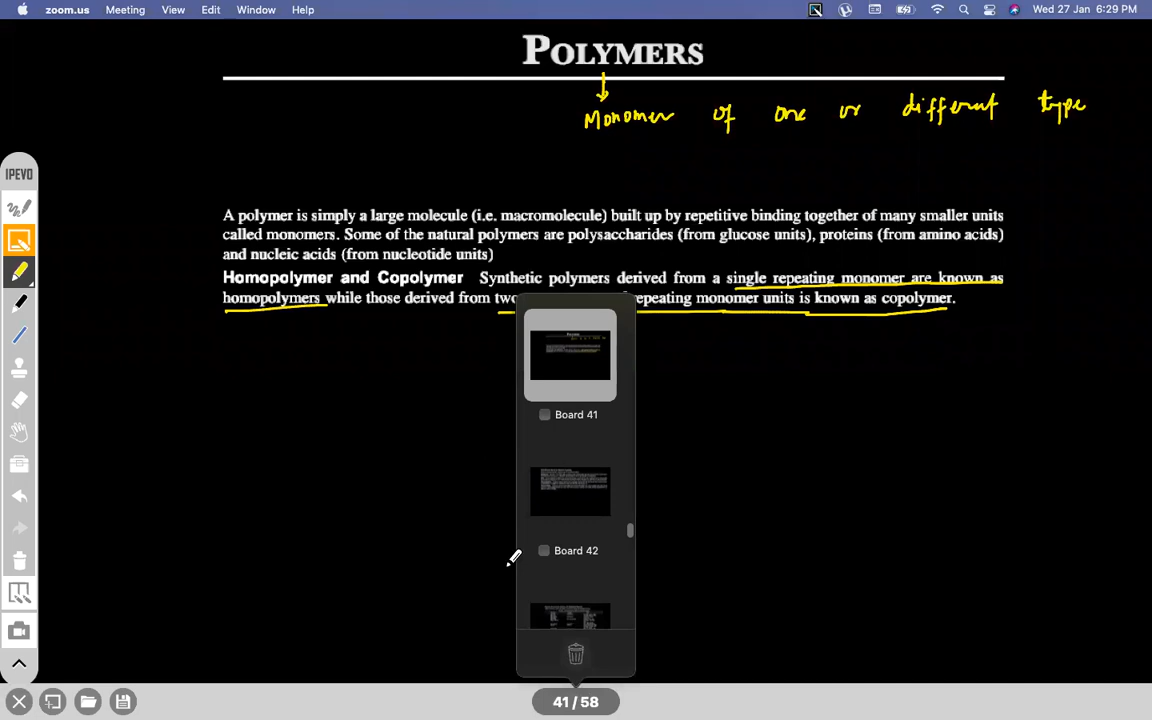 zoom.us Meeting View Edit Window Help Wed 27 Jan 6:29 PM
POLYMERS
Monomer of one or different type
IPEVO
A polymer is simply a large molecule (i.e. macromolecule) built up by repetitive binding together of many smaller units
called monomers. Some of the natural polymers are polysaccharides (from glucose units), proteins (from amino acids)
and nucleic acids (from nucleotide units)
Homopolymer and Copolymer Synthetic polymers derived from a single repeating monomer are known as
homopolymers while those derived from two repeating monomer units is known as copolymer.
Board 41
Board 42
41 / 58